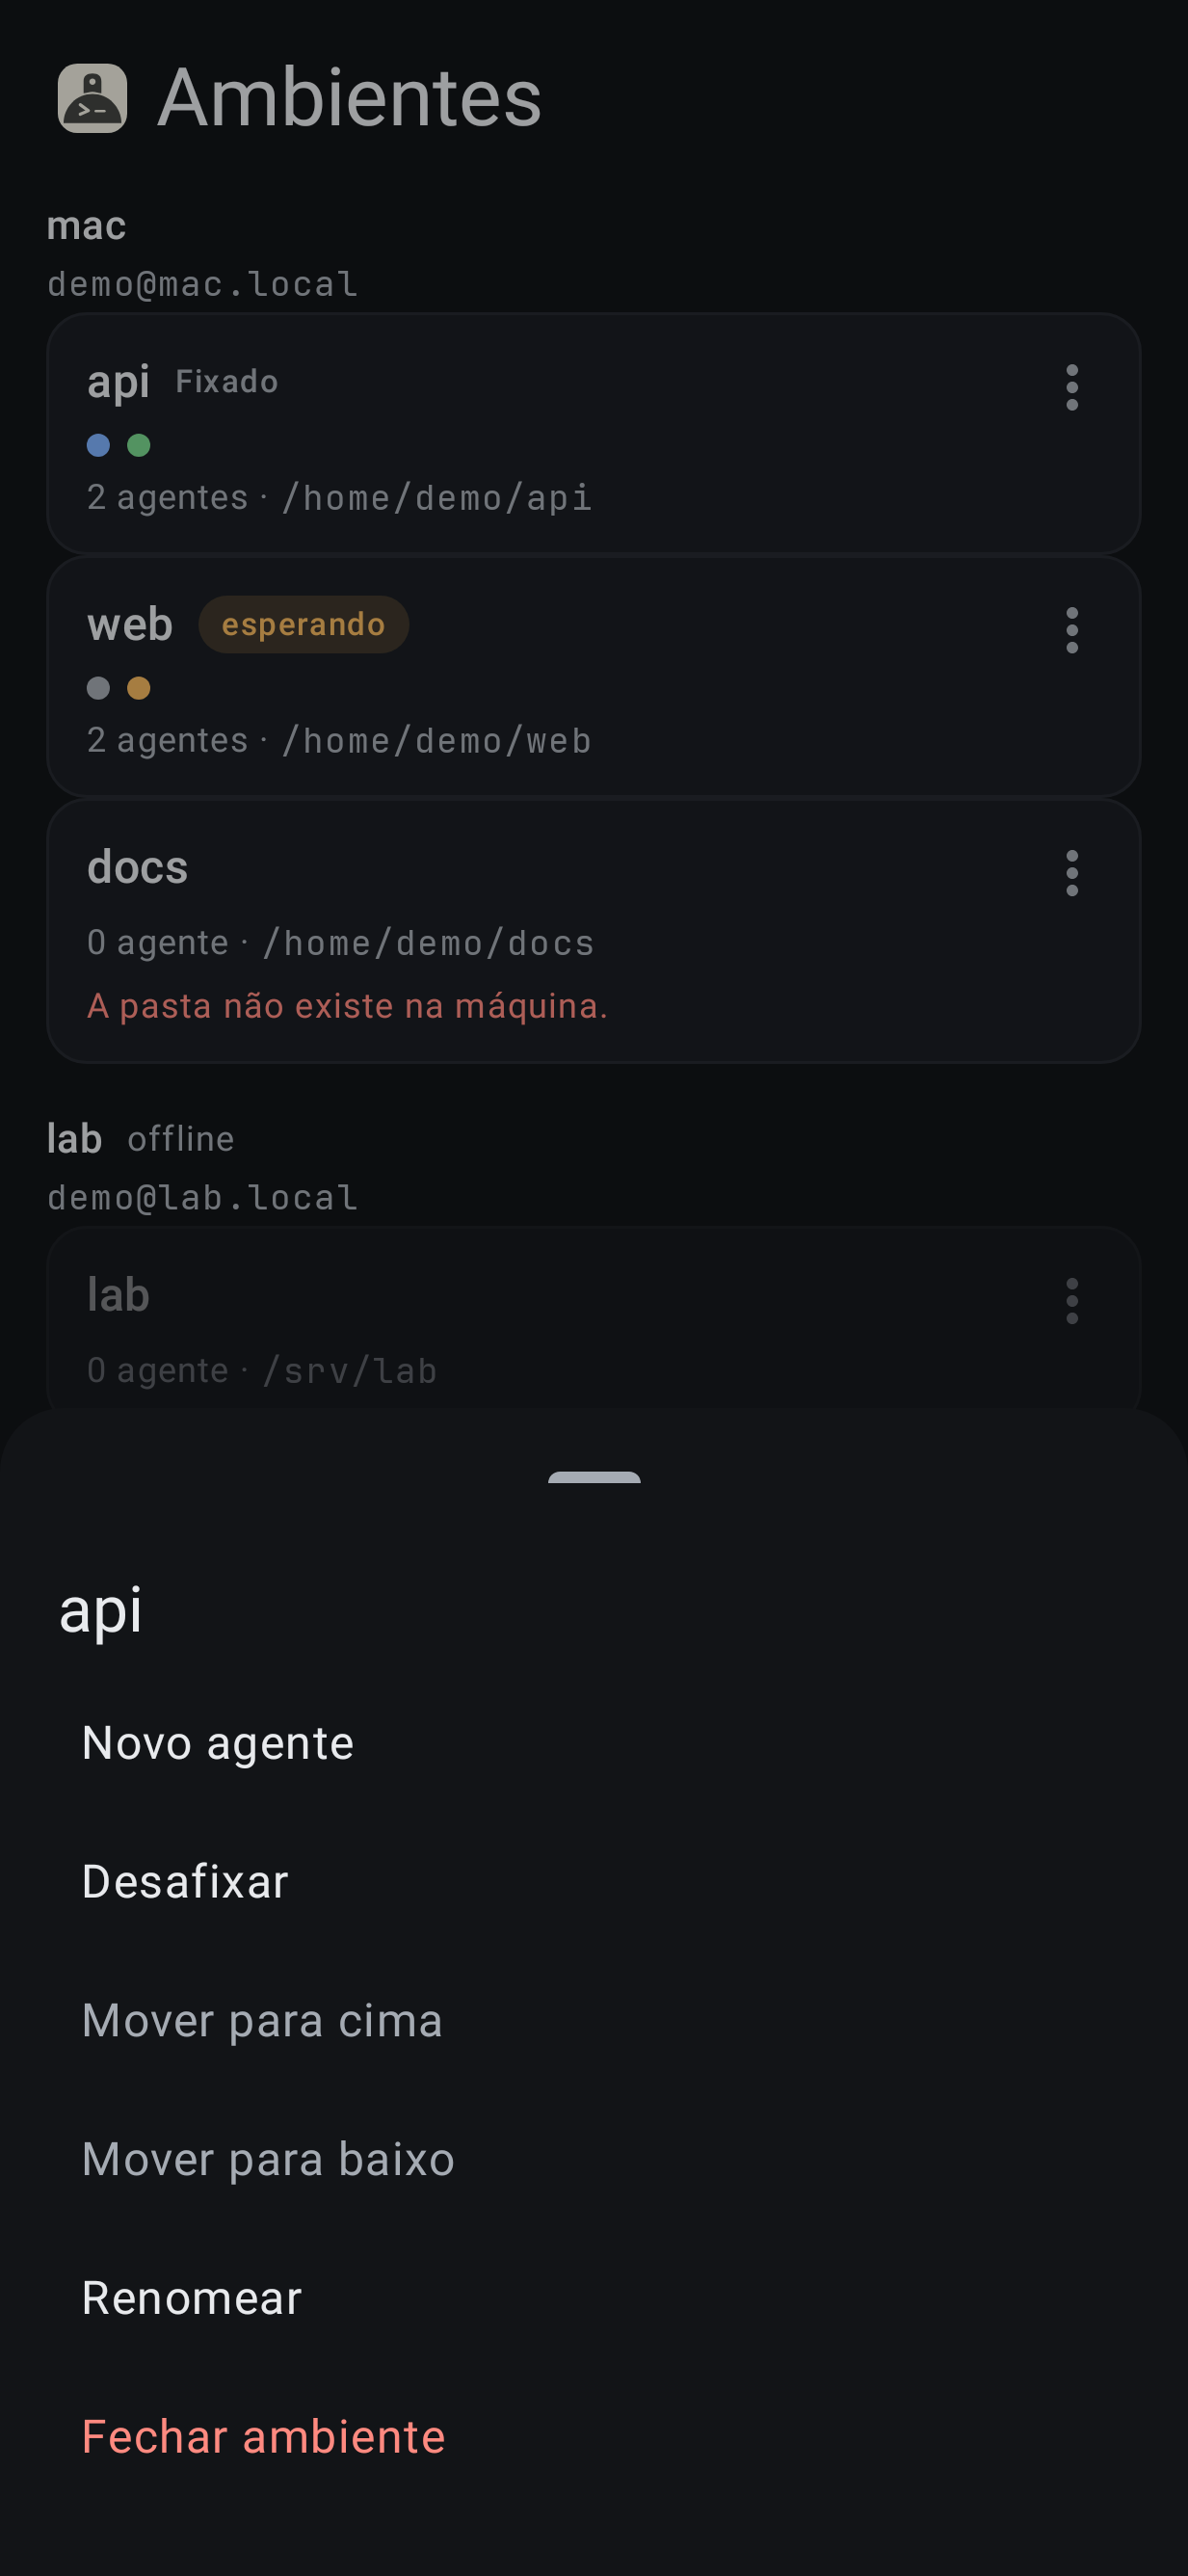 >_ Ambientes
mac
demo@mac.local
api Fixado
2 agentes · /home/demo/api
web esperando
2 agentes · /home/demo/web
docs
0 agente · /home/demo/docs
A pasta não existe na máquina.
lab offline
demo@lab.local
lab
0 agente · /srv/lab
api
Novo agente
Desafixar
Mover para cima
Mover para baixo
Renomear
Fechar ambiente